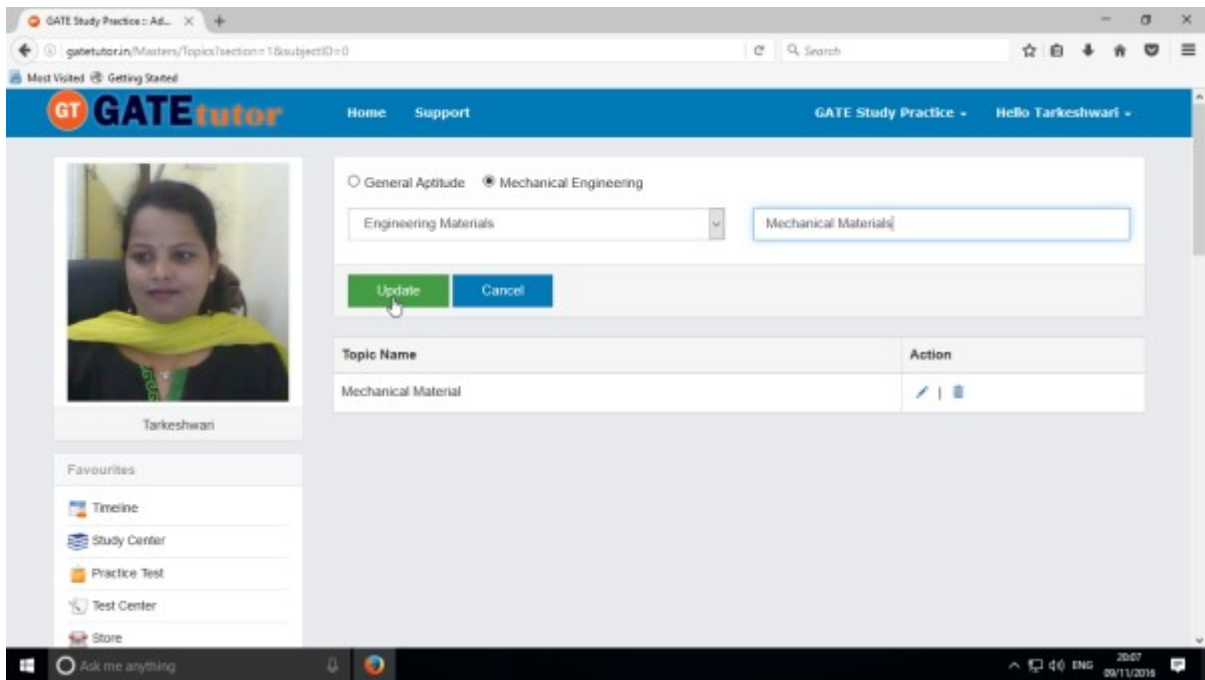 GATE Study Practice :: Ad...
gatetutor.in/Masters/Topics?section=1&subjectID=0
Search
Most Visited Getting Started
GT GATEtutor Home Support GATE Study Practice Hello Tarkeshwari
General Aptitude Mechanical Engineering
Engineering Materials Mechanical Materials
Update Cancel
Topic Name Action
Mechanical Material |
Tarkeshwari
Favourites
Timeline
Study Center
Practice Test
Test Center
Store
Ask me anything ENG 20:07
09/11/2016